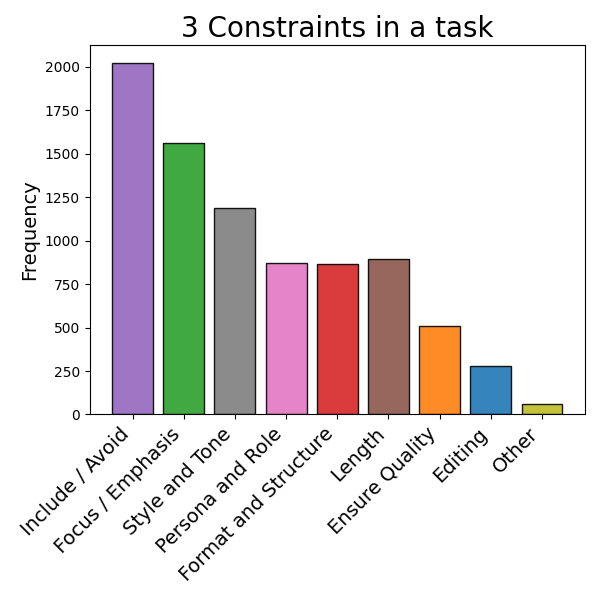 3 Constraints in a task
Frequency
2000
1750
1500
1250
1000
750
500
250
0
Include / Avoid
Focus / Emphasis
Style and Tone
Persona and Role
Format and Structure
Length
Ensure Quality
Editing
Other